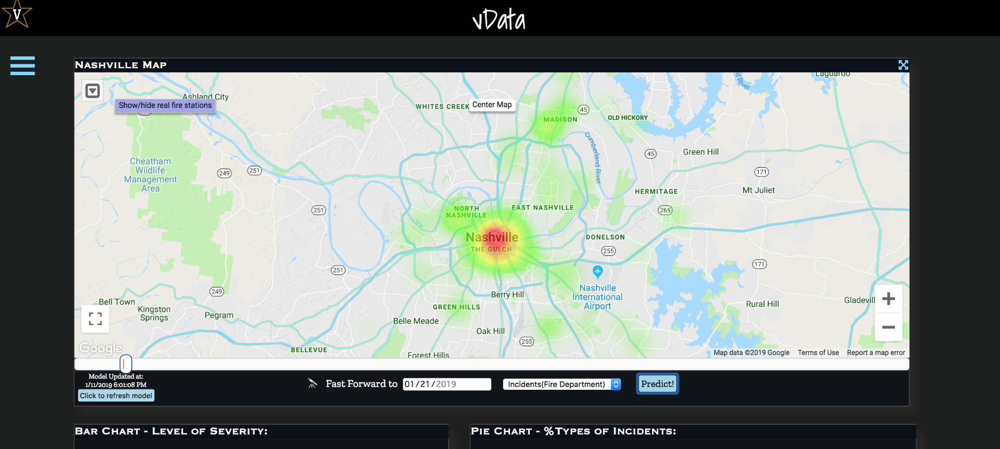 V
vData
Nashville Map
Laguardo
d River
Ashland City
Show/hide real fire stations
WHITES CREEK
Center Map
45
MADISON
OLD HICKORY
Cumberland River
45
Green Hill
Cheatham
Wildlife
Management
Area
249
251
171
HERMITAGE
Mt Juliet
251
NORTH
NASHVILLE
EAST NASHVILLE
265
Nashville
THE GULCH
DONELSON
255
251
171
Nashville
International
Airport
249
Berry Hill
Bell Town
Kingston
Springs
Pegram
GREEN HILLS
Belle Meade
Rural Hill
Gladevill
Oak Hill
255
Google
BELLEVUE
Forest Hills
Map data ©2019 Google
Terms of Use
Report a map error
Model Updated at:
1/11/2019 6:01:08 PM
Click to refresh model
Fast Forward to
01/21/2019
Incidents(Fire Department)
Predict!
Bar Chart - Level of Severity:
Pie Chart - %Types of Incidents: